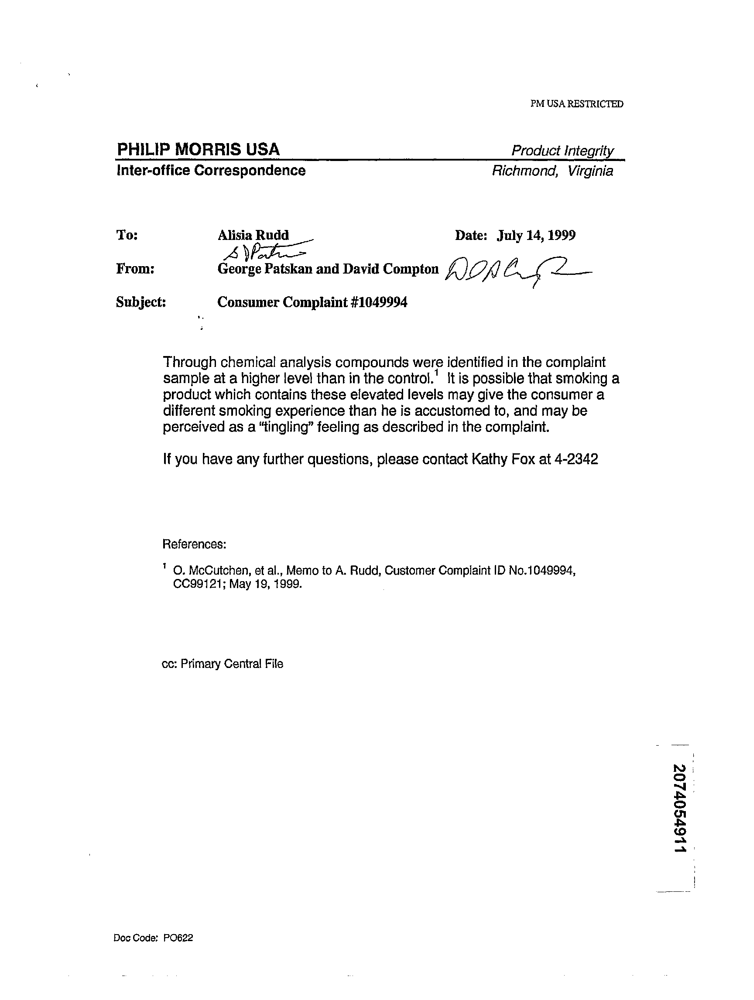 PM USA RESTRICTED
PHILIP MORRIS USA Product Integrity
Inter-office Correspondence Richmond, Virginia
To: Alisia Rudd Date: July 14, 1999
From: George Patskan and David Compton
Subject: Consumer Complaint #1049994
Through chemical analysis compounds were identified in the complaint
sample at a higher level than in the control.1 It is possible that smoking a
product which contains these elevated levels may give the consumer a
different smoking experience than he is accustomed to, and may be
perceived as a "tingling" feeling as described in the complaint.
If you have any further questions, please contact Kathy Fox at 4-2342
References:
1 O. McCutchen, et al., Memo to A. Rudd, Customer Complaint ID No.1049994,
CC99121; May 19, 1999.
cc: Primary Central File
2074054911
Doc Code: PO622